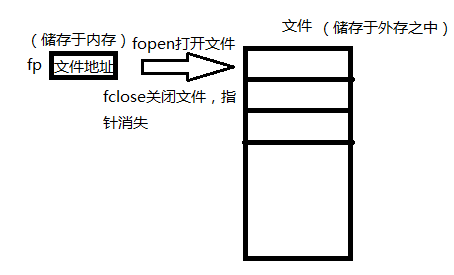 文件 （储存于外存之中）
（储存于内存）
fopen打开文件
fp 文件地址
fclose关闭文件，指
针消失